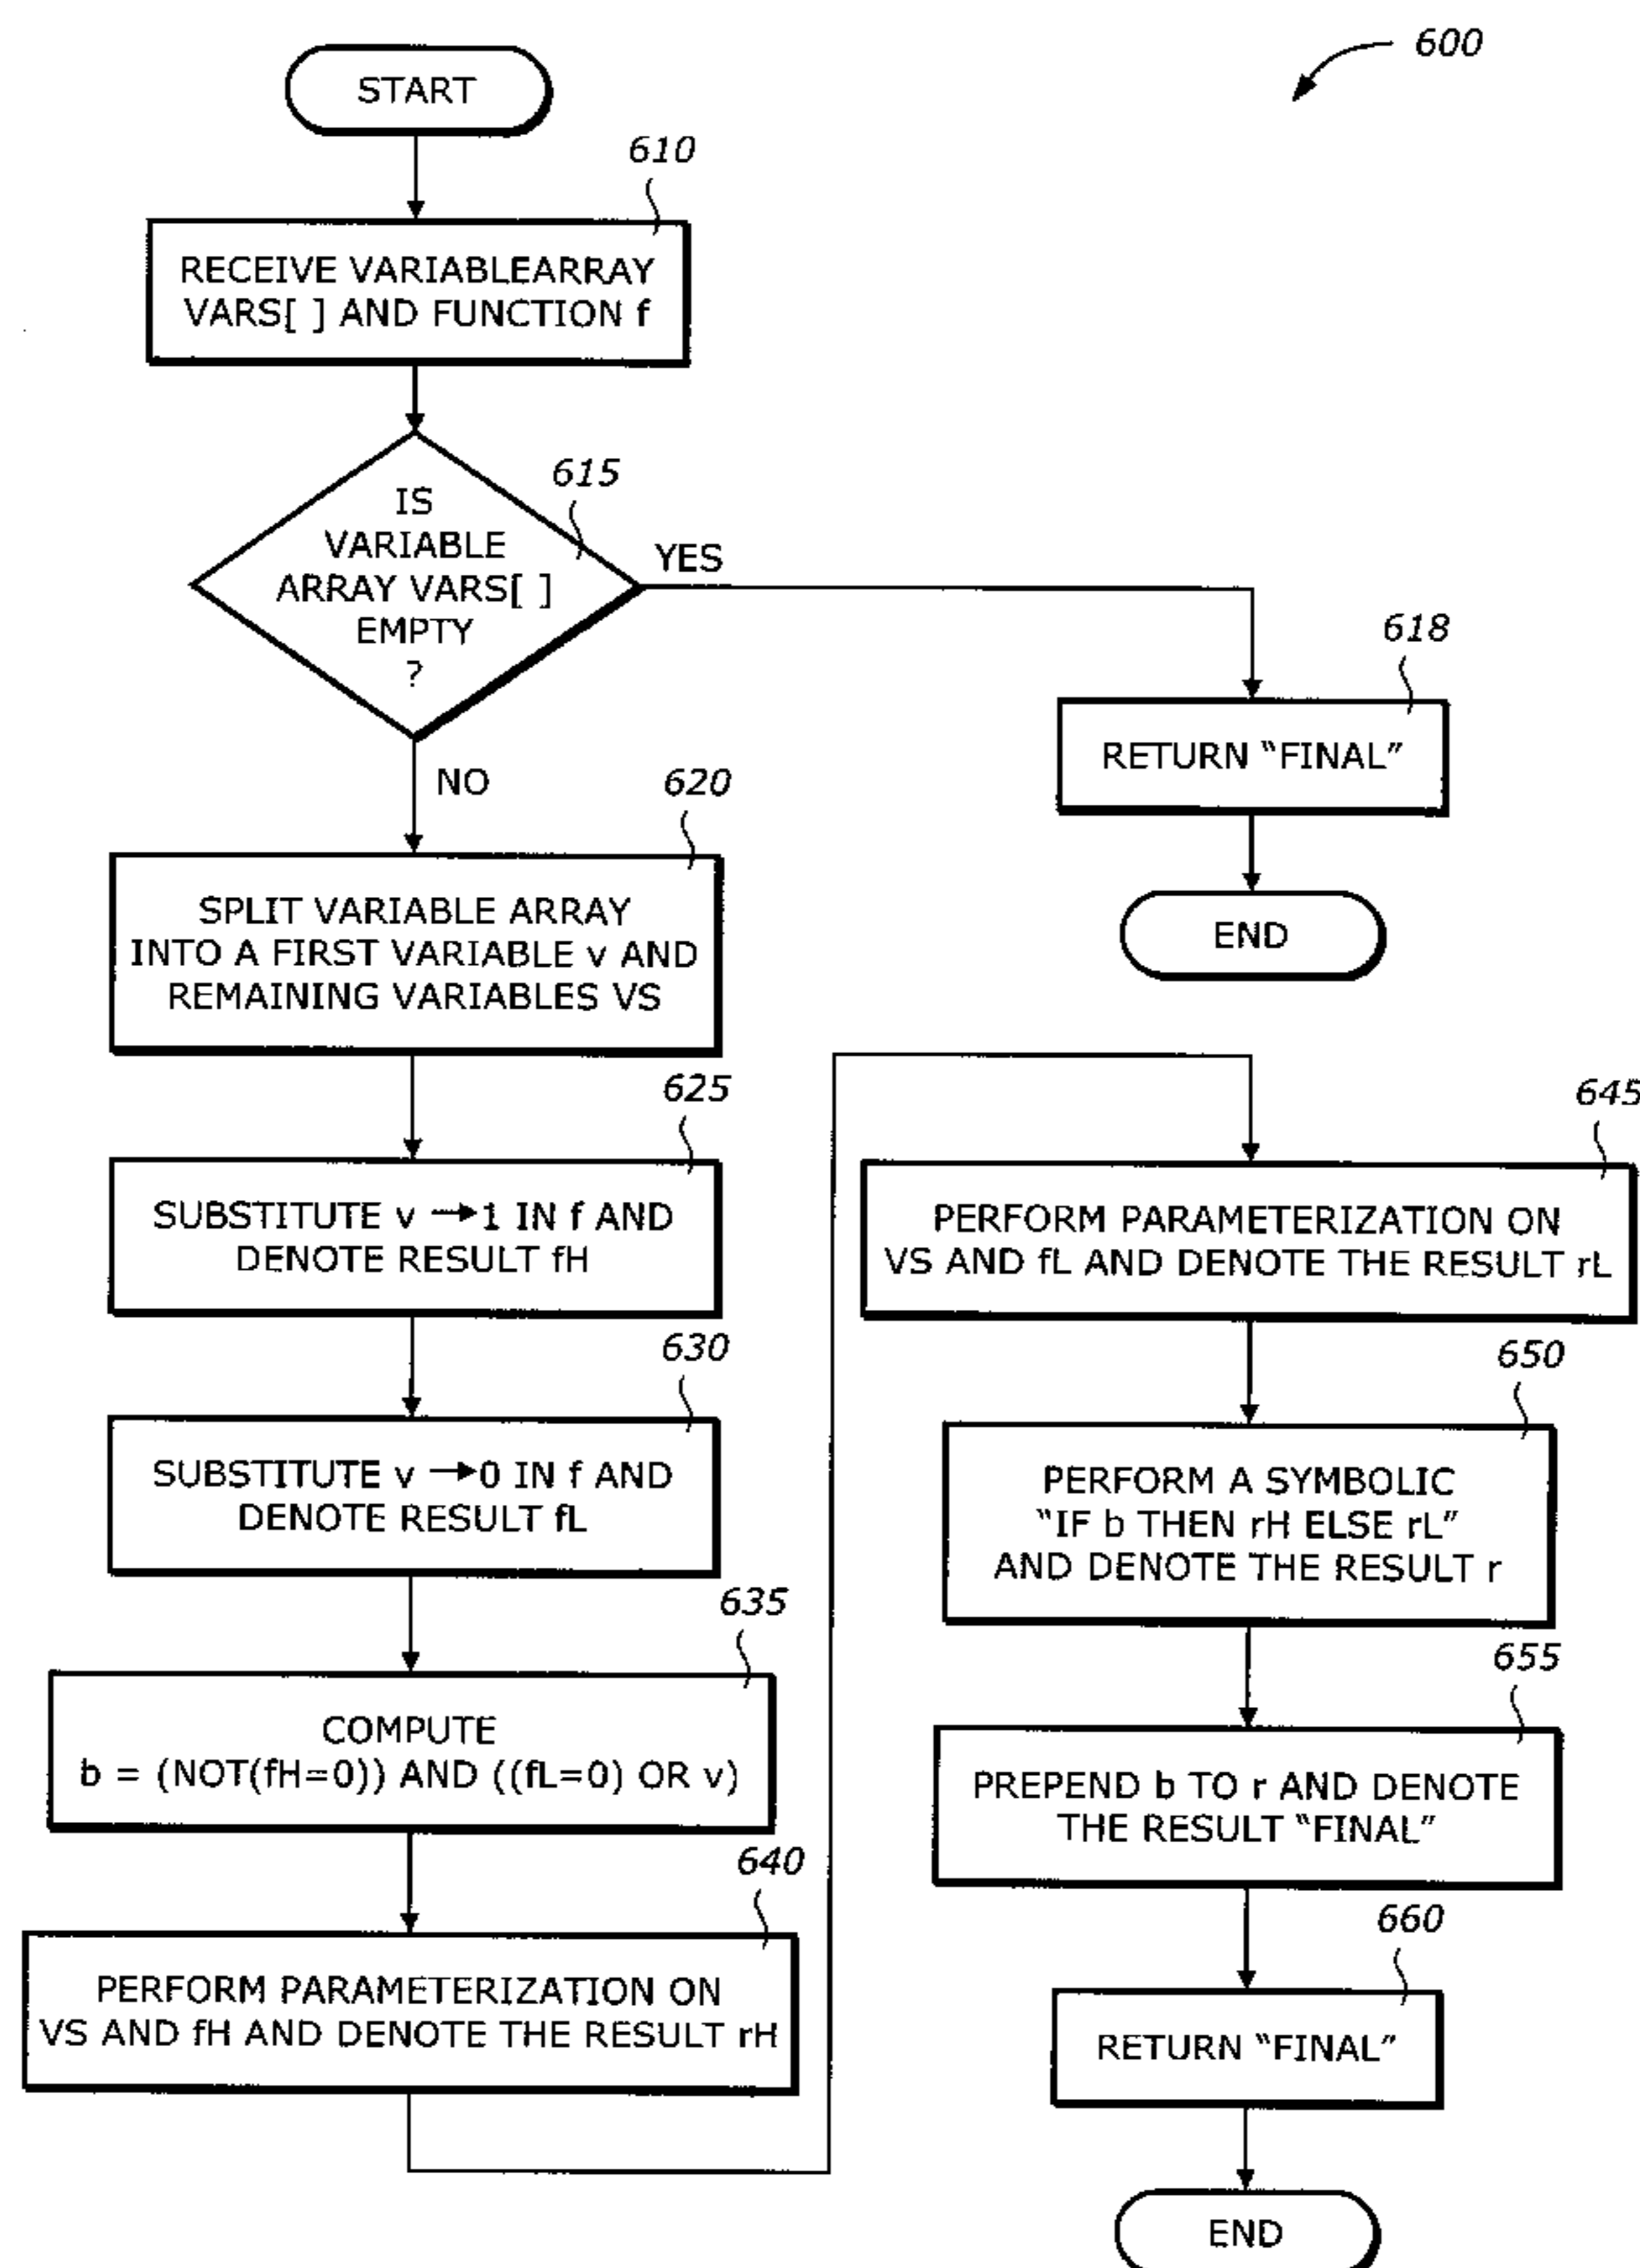 600
START
610
RECEIVE VARIABLEARRAY
VARS[ ] AND FUNCTION f
615
IS
VARIABLE
ARRAY VARS[ ]
EMPTY
?
YES
NO
618
RETURN “FINAL”
END
620
SPLIT VARIABLE ARRAY
INTO A FIRST VARIABLE v AND
REMAINING VARIABLES VS
625
SUBSTITUTE v →1 IN f AND
DENOTE RESULT fH
630
SUBSTITUTE v →0 IN f AND
DENOTE RESULT fL
635
COMPUTE
b = (NOT(fH=0)) AND ((fL=0) OR v)
640
PERFORM PARAMETERIZATION ON
VS AND fH AND DENOTE THE RESULT rH
645
PERFORM PARAMETERIZATION ON
VS AND fL AND DENOTE THE RESULT rL
650
PERFORM A SYMBOLIC
“IF b THEN rH ELSE rL”
AND DENOTE THE RESULT r
655
PREPEND b TO r AND DENOTE
THE RESULT “FINAL”
660
RETURN “FINAL”
END